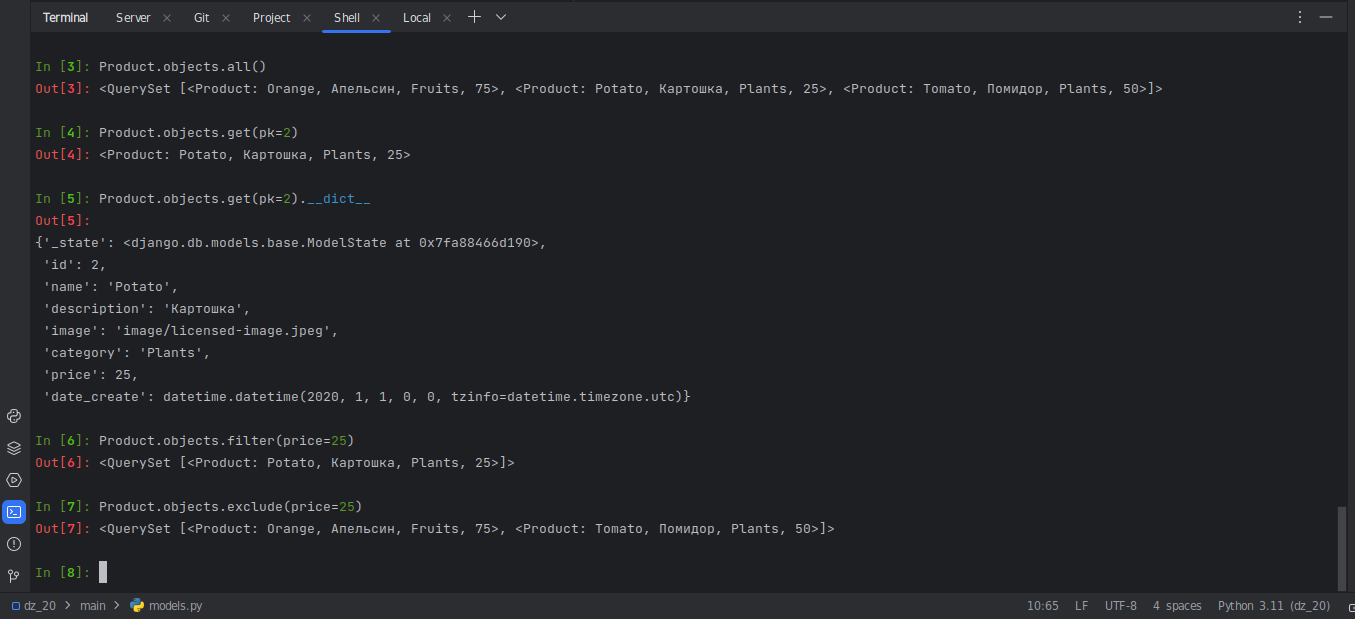 Terminal Server Git Project Shell Local
In [3]: Product.objects.all()
Out[3]: <QuerySet [<Product: Orange, Апельсин, Fruits, 75>, <Product: Potato, Картошка, Plants, 25>, <Product: Tomato, Помидор, Plants, 50>]>
In [4]: Product.objects.get(pk=2)
Out[4]: <Product: Potato, Картошка, Plants, 25>
In [5]: Product.objects.get(pk=2).__dict__
Out[5]:
{'_state': <django.db.models.base.ModelState at 0x7fa88466d190>,
'id': 2,
'name': 'Potato',
'description': 'Картошка',
'image': 'image/licensed-image.jpeg',
'category': 'Plants',
'price': 25,
'date_create': datetime.datetime(2020, 1, 1, 0, 0, tzinfo=datetime.timezone.utc)}
In [6]: Product.objects.filter(price=25)
Out[6]: <QuerySet [<Product: Potato, Картошка, Plants, 25>]>
In [7]: Product.objects.exclude(price=25)
Out[7]: <QuerySet [<Product: Orange, Апельсин, Fruits, 75>, <Product: Tomato, Помидор, Plants, 50>]>
In [8]:
dz_20 > main > models.py 10:65 LF UTF-8 4 spaces Python 3.11 (dz_20)